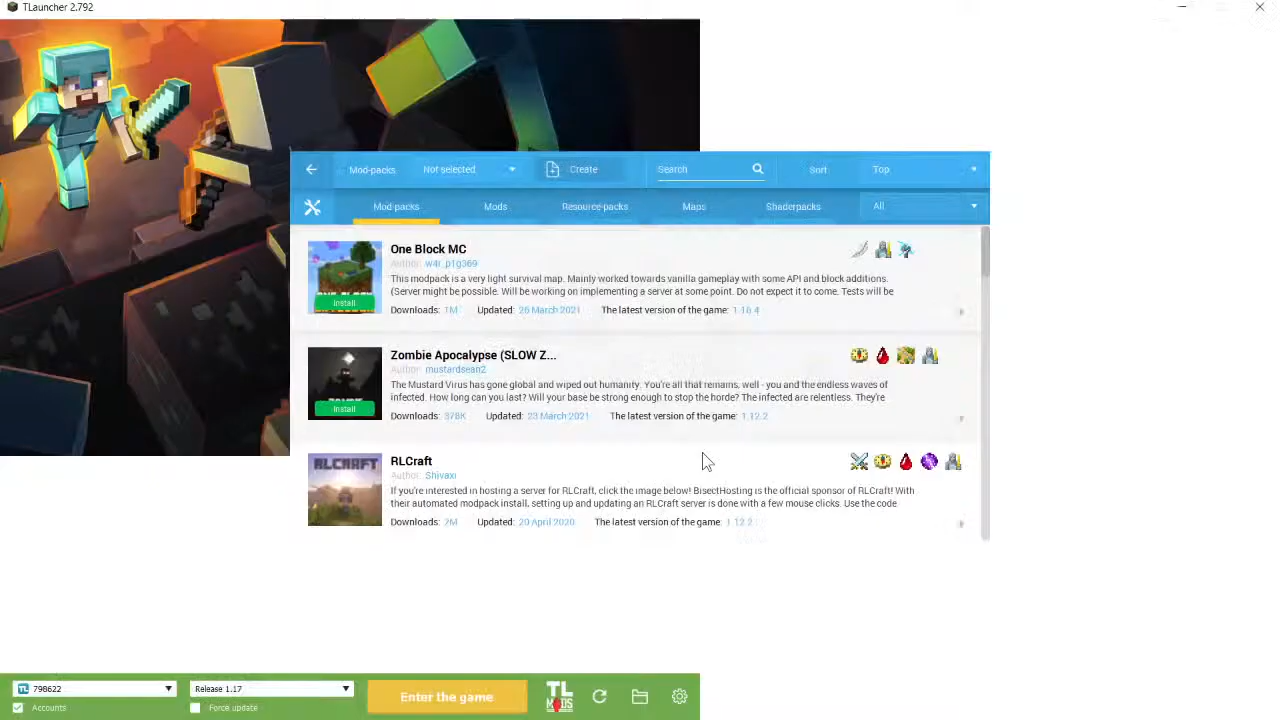 TLauncher 2.792
Mod-packs Not selected Create Search Sort Top
Mod-packs Mods Resource-packs Maps Shaderpacks All
One Block MC
Author: w4r_p1g369
This modpack is a very light survival map. Mainly worked towards vanilla gameplay with some API and block additions.
(Server might be possible. Will be working on implementing a server at some point. Do not expect it to come. Tests will be
Install
Downloads: 1M Updated: 26 March 2021 The latest version of the game: 1.16.4
Zombie Apocalypse (SLOW Z...
Author: mustardsean2
The Mustard Virus has gone global and wiped out humanity. You're all that remains, well - you and the endless waves of
infected. How long can you last? Will your base be strong enough to stop the horde? The infected are relentless. They're
Install
Downloads: 378K Updated: 23 March 2021 The latest version of the game: 1.12.2
RLCRAFT
RLCraft
Author: Shivaxi
If you're interested in hosting a server for RLCraft, click the image below! BisectHosting is the official sponsor of RLCraft! With
their automated modpack install, setting up and updating an RLCraft server is done with a few mouse clicks. Use the code
Downloads: 2M Updated: 20 April 2020 The latest version of the game: 1.12.2
TL 798622 Release 1.17 Enter the game TL MODS
Accounts Force update